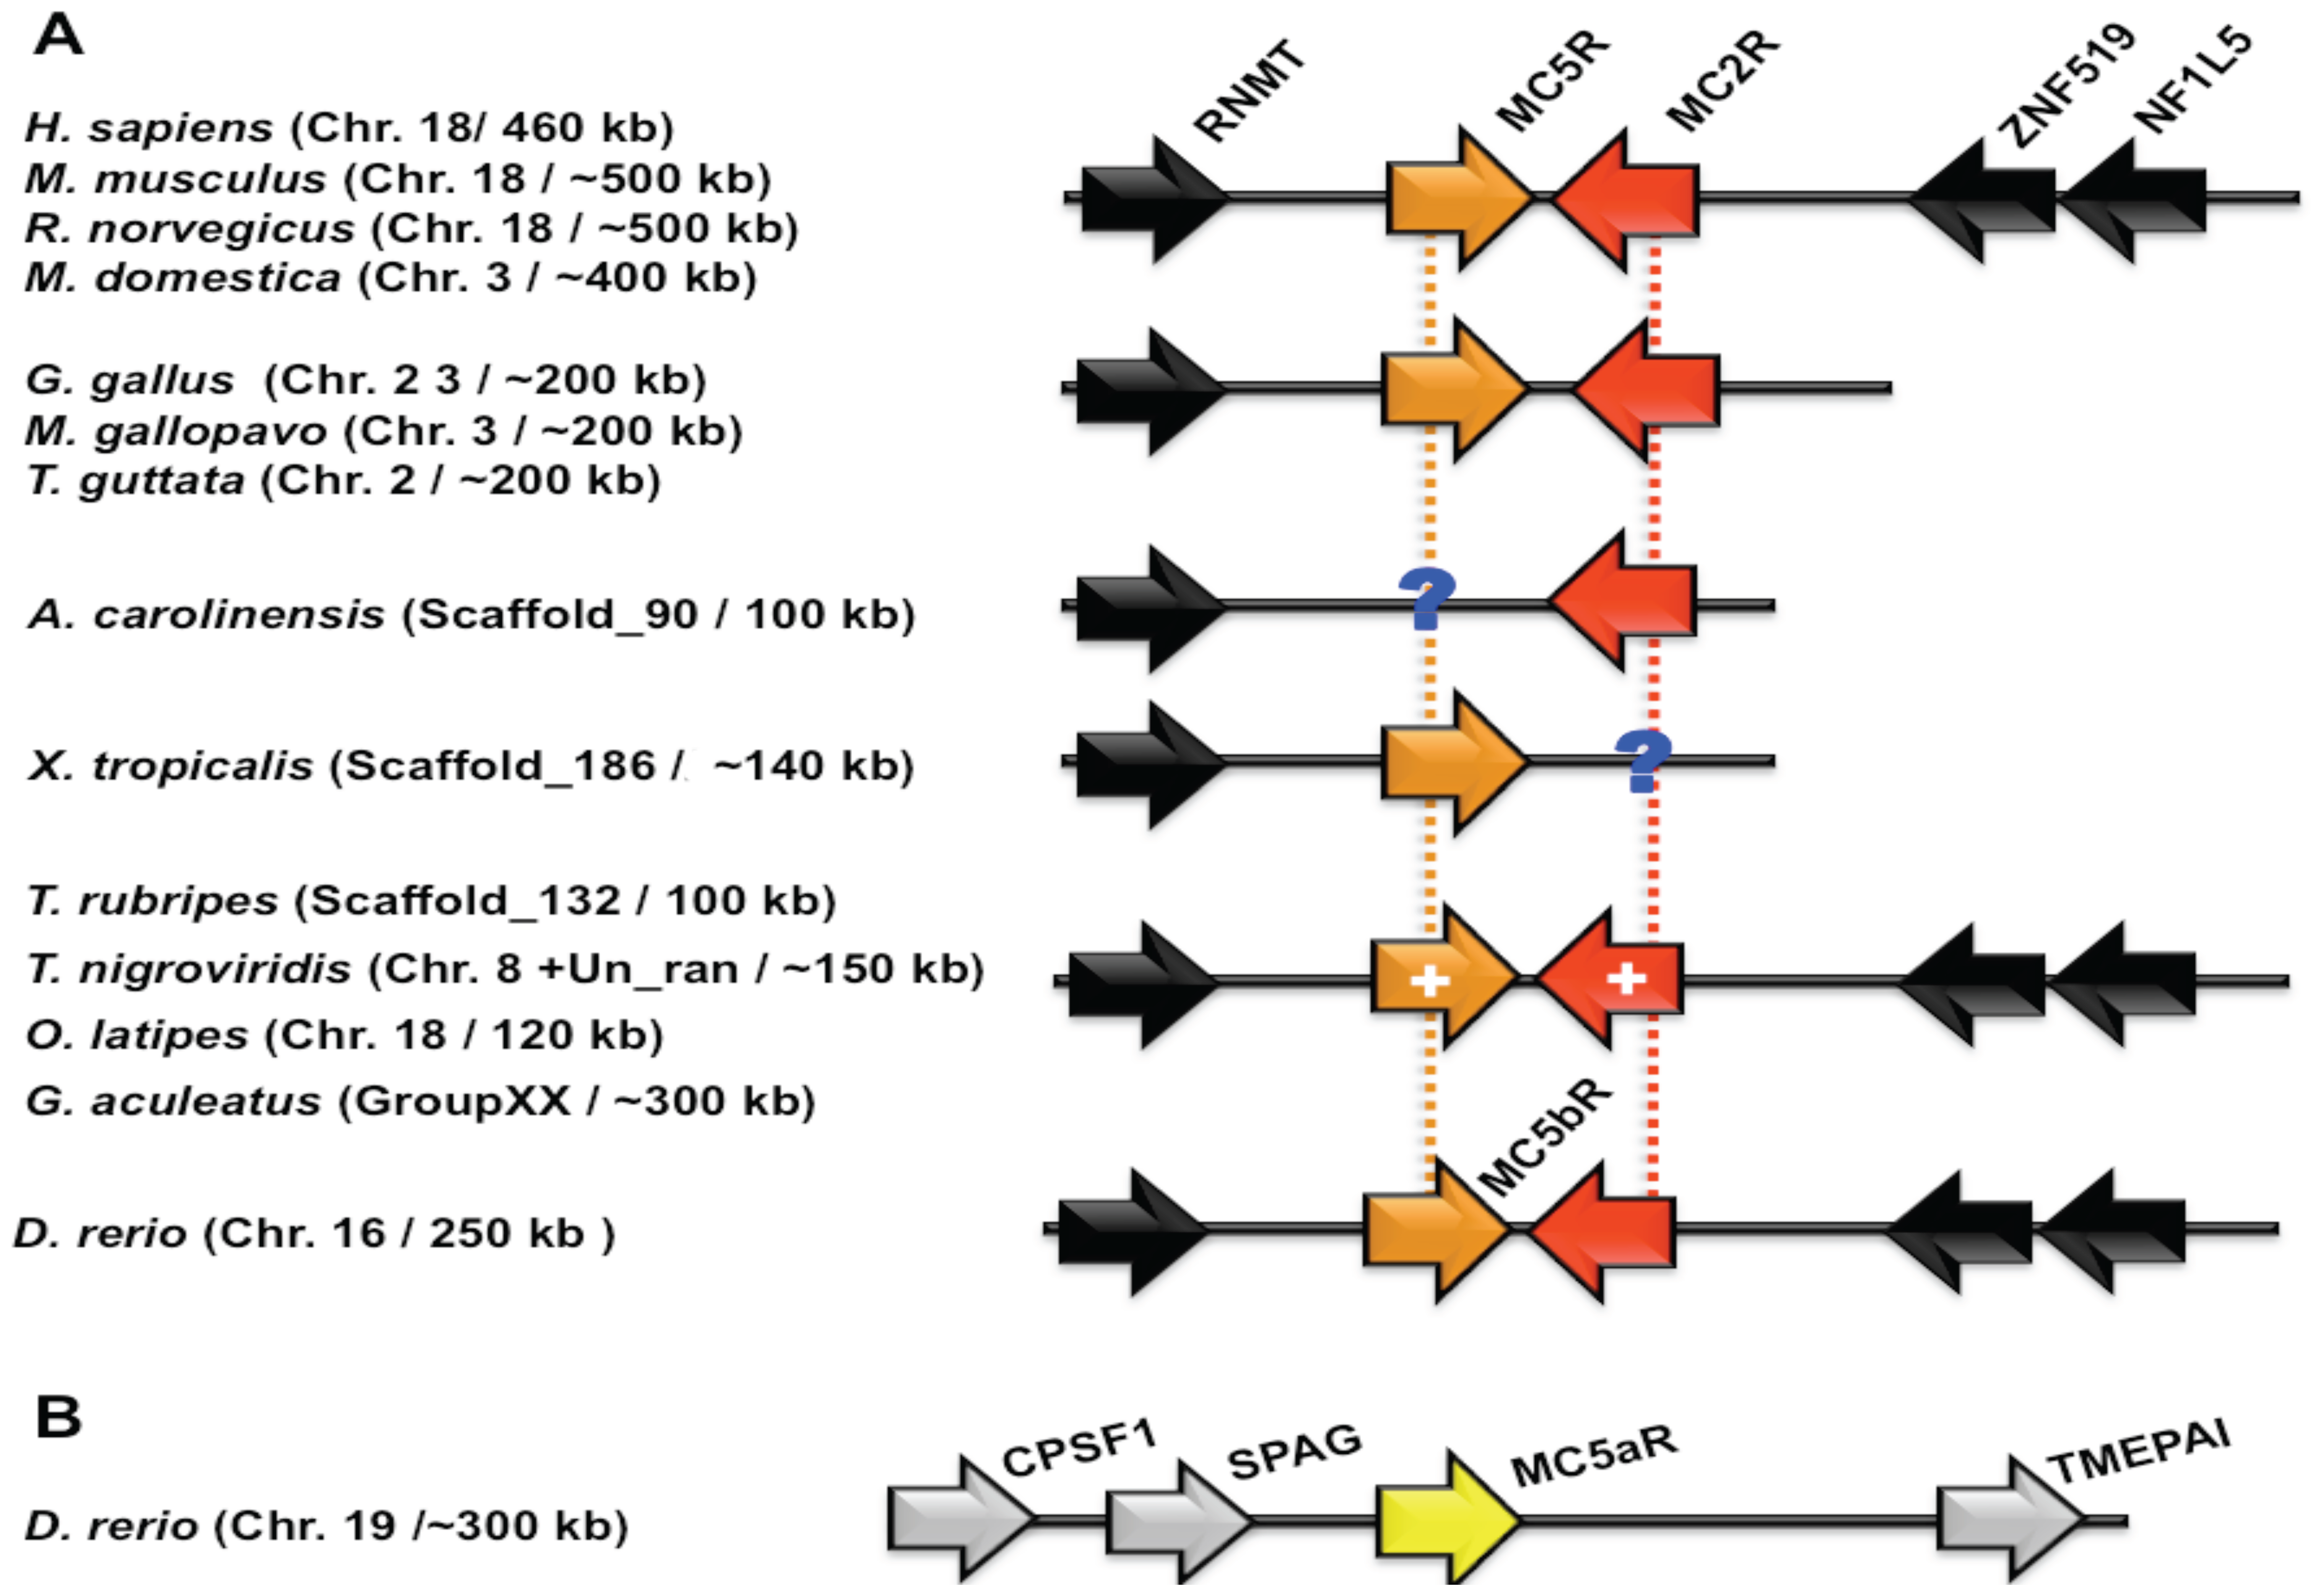 A
RNMT
MC5R
MC2R
ZNF519
NF1L5
H. sapiens (Chr. 18/ 460 kb)
M. musculus (Chr. 18 / ~500 kb)
R. norvegicus (Chr. 18 / ~500 kb)
M. domestica (Chr. 3 / ~400 kb)
G. gallus (Chr. 2 3 / ~200 kb)
M. gallopavo (Chr. 3 / ~200 kb)
T. guttata (Chr. 2 / ~200 kb)
?
A. carolinensis (Scaffold_90 / 100 kb)
?
X. tropicalis (Scaffold_186 / ~140 kb)
T. rubripes (Scaffold_132 / 100 kb)
T. nigroviridis (Chr. 8 +Un_ran / ~150 kb)
+ +
O. latipes (Chr. 18 / 120 kb)
G. aculeatus (GroupXX / ~300 kb)
MC5bR
D. rerio (Chr. 16 / 250 kb )
B
CPSF1
SPAG
MC5aR
TMEPAI
D. rerio (Chr. 19 /~300 kb)